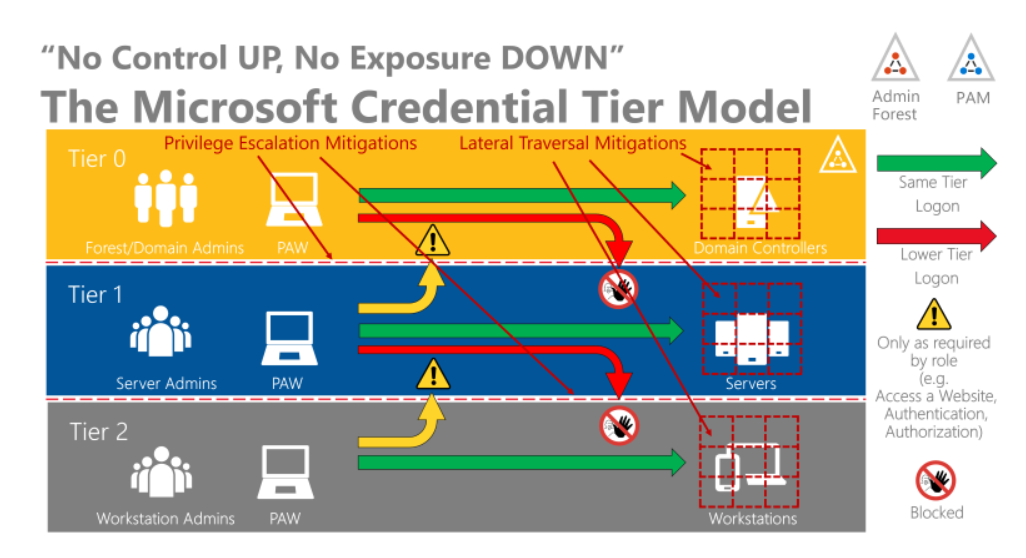 “No Control UP, No Exposure DOWN”
The Microsoft Credential Tier Model
Admin
Forest
PAM
Tier 0
Privilege Escalation Mitigations
Lateral Traversal Mitigations
Forest/Domain Admins
PAW
Domain Controllers
Same Tier
Logon
Lower Tier
Logon
Tier 1
Server Admins
PAW
Servers
Only as required
by role
(e.g.
Access a Website,
Authentication,
Authorization)
Tier 2
Workstation Admins
PAW
Workstations
Blocked